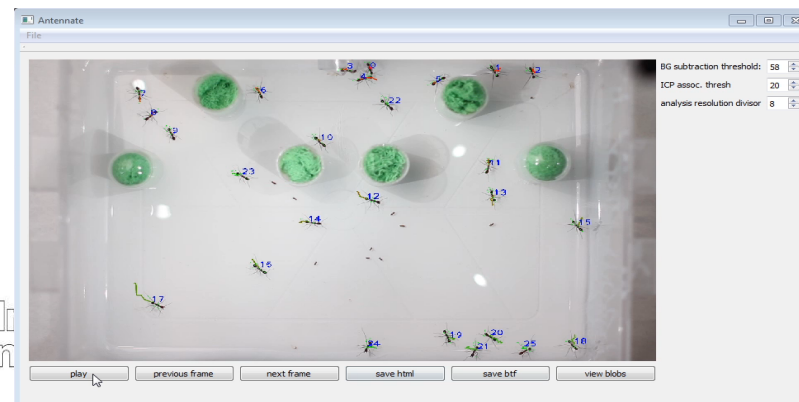 Antennate
File
BG subtraction threshold: 58
ICP assoc. thresh 20
analysis resolution divisor 8
3
0
4
5
1
2
7
6
22
8
9
10
11
23
12
13
14
15
16
17
19
20
18
24
21
25
play
previous frame
next frame
save html
save btf
view blobs